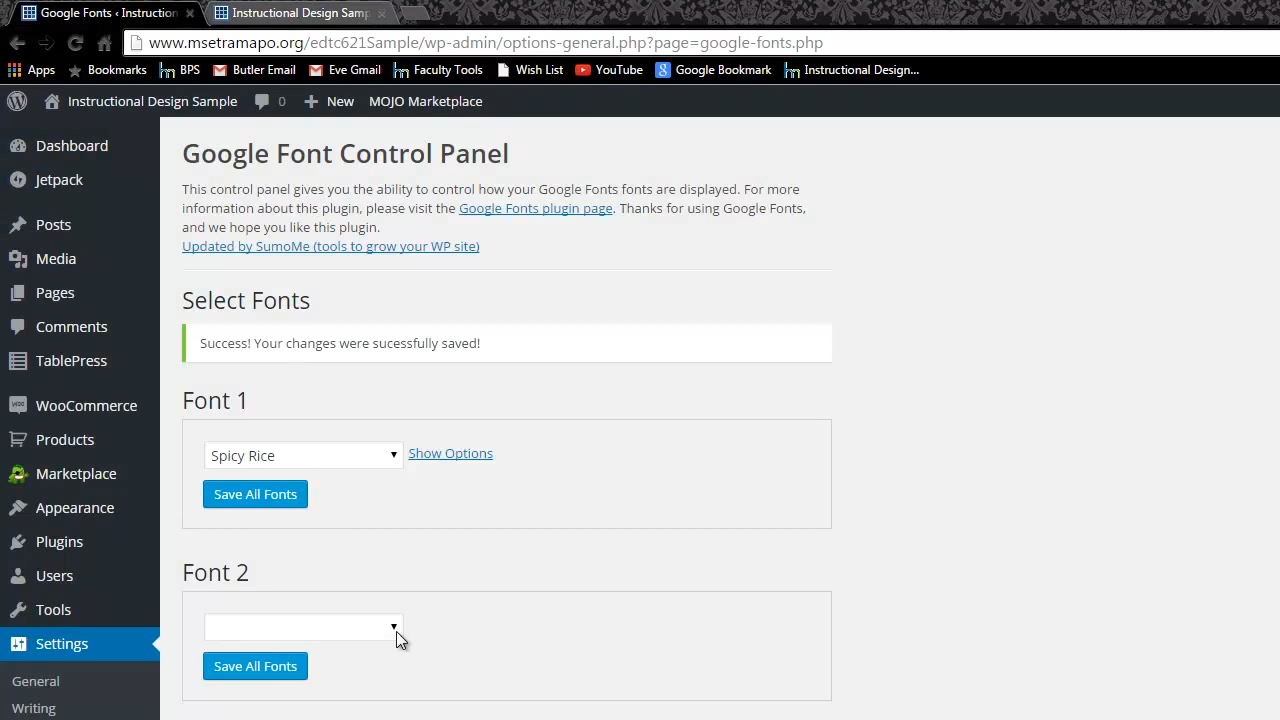 Google Fonts ‹ Instruction
Instructional Design Samp
www.msetramapo.org/edtc621Sample/wp-admin/options-general.php?page=google-fonts.php
Apps Bookmarks BPS Butler Email Eve Gmail Faculty Tools Wish List YouTube Google Bookmark Instructional Design...
Instructional Design Sample 0 New MOJO Marketplace
Dashboard
Jetpack
Posts
Media
Pages
Comments
TablePress
WooCommerce
Products
Marketplace
Appearance
Plugins
Users
Tools
Settings
General
Writing
Google Font Control Panel
This control panel gives you the ability to control how your Google Fonts fonts are displayed. For more
information about this plugin, please visit the Google Fonts plugin page. Thanks for using Google Fonts,
and we hope you like this plugin.
Updated by SumoMe (tools to grow your WP site)
Select Fonts
Success! Your changes were sucessfully saved!
Font 1
Spicy Rice Show Options
Save All Fonts
Font 2
Save All Fonts